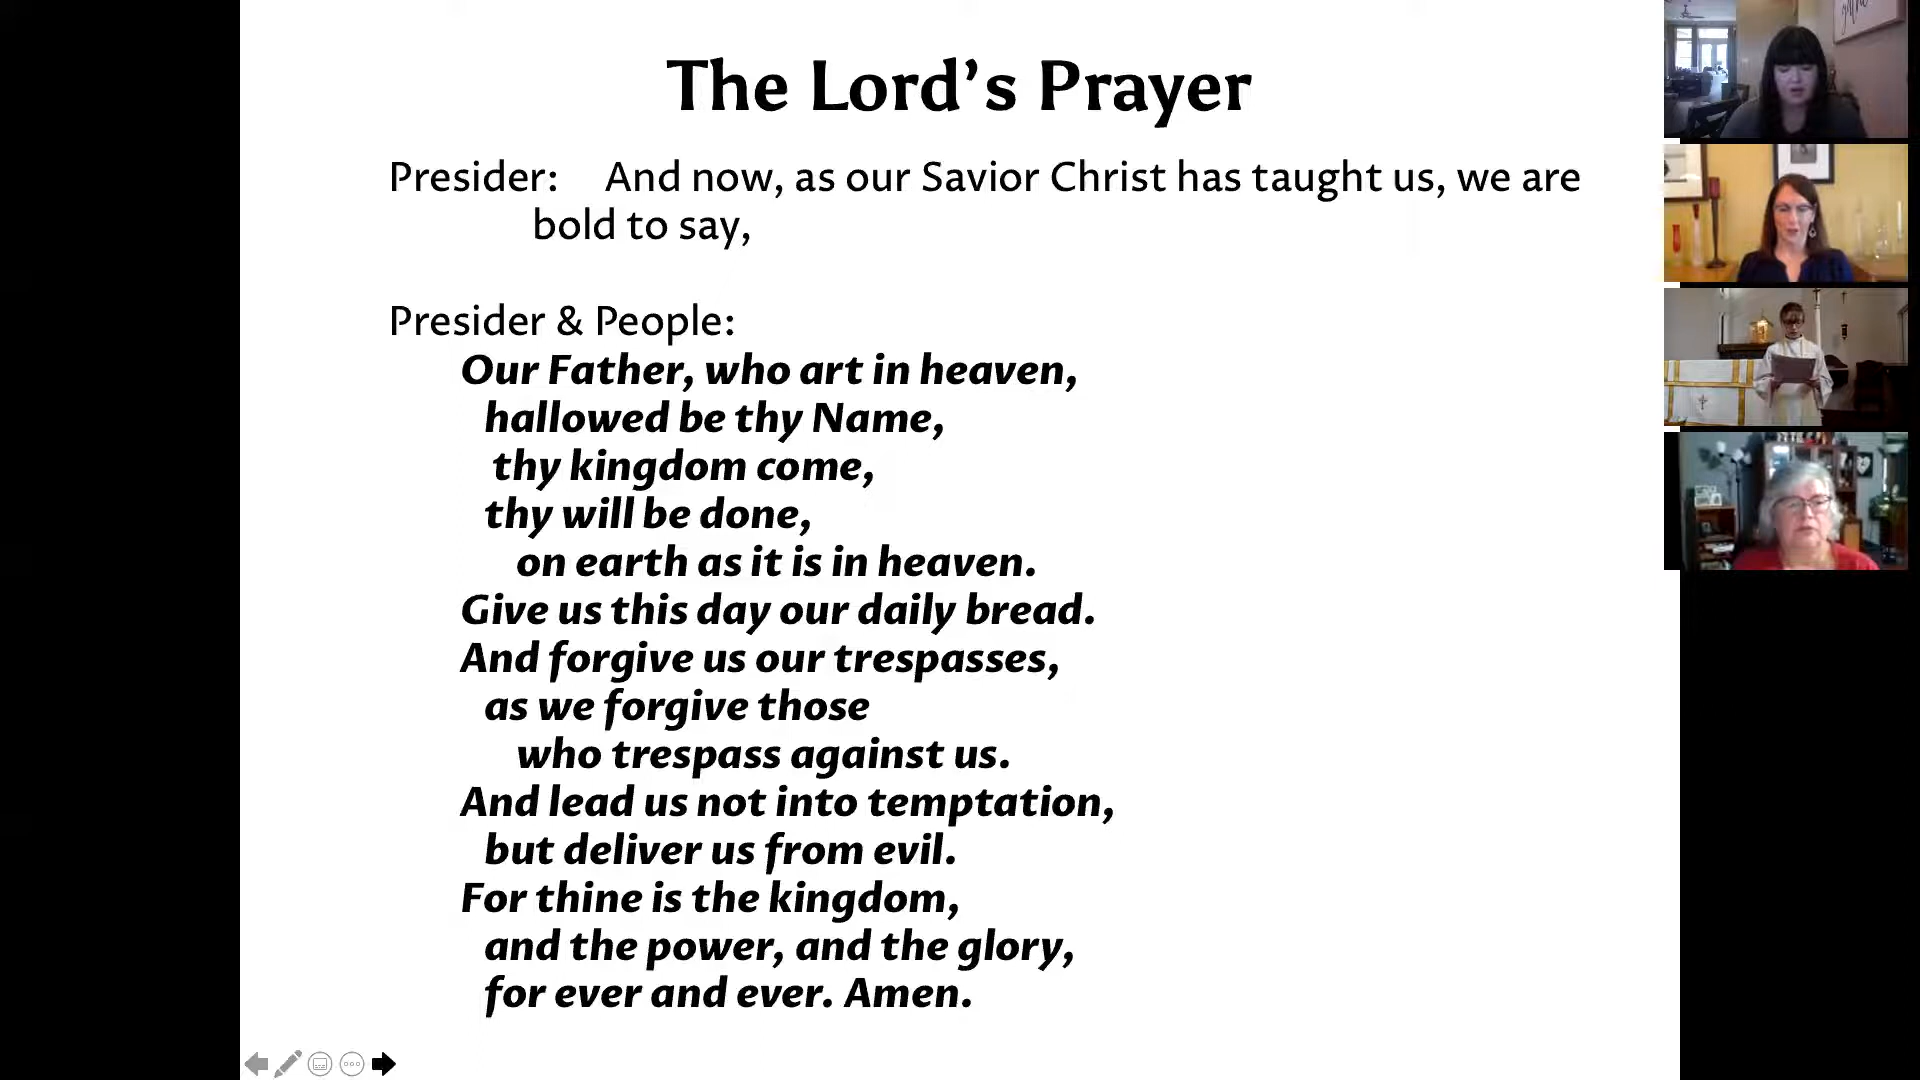 The Lord's Prayer
Presider: And now, as our Savior Christ has taught us, we are
bold to say,
Presider & People:
Our Father, who art in heaven,
hallowed be thy Name,
thy kingdom come,
thy will be done,
on earth as it is in heaven.
Give us this day our daily bread.
And forgive us our trespasses,
as we forgive those
who trespass against us.
And lead us not into temptation,
but deliver us from evil.
For thine is the kingdom,
and the power, and the glory,
for ever and ever. Amen.